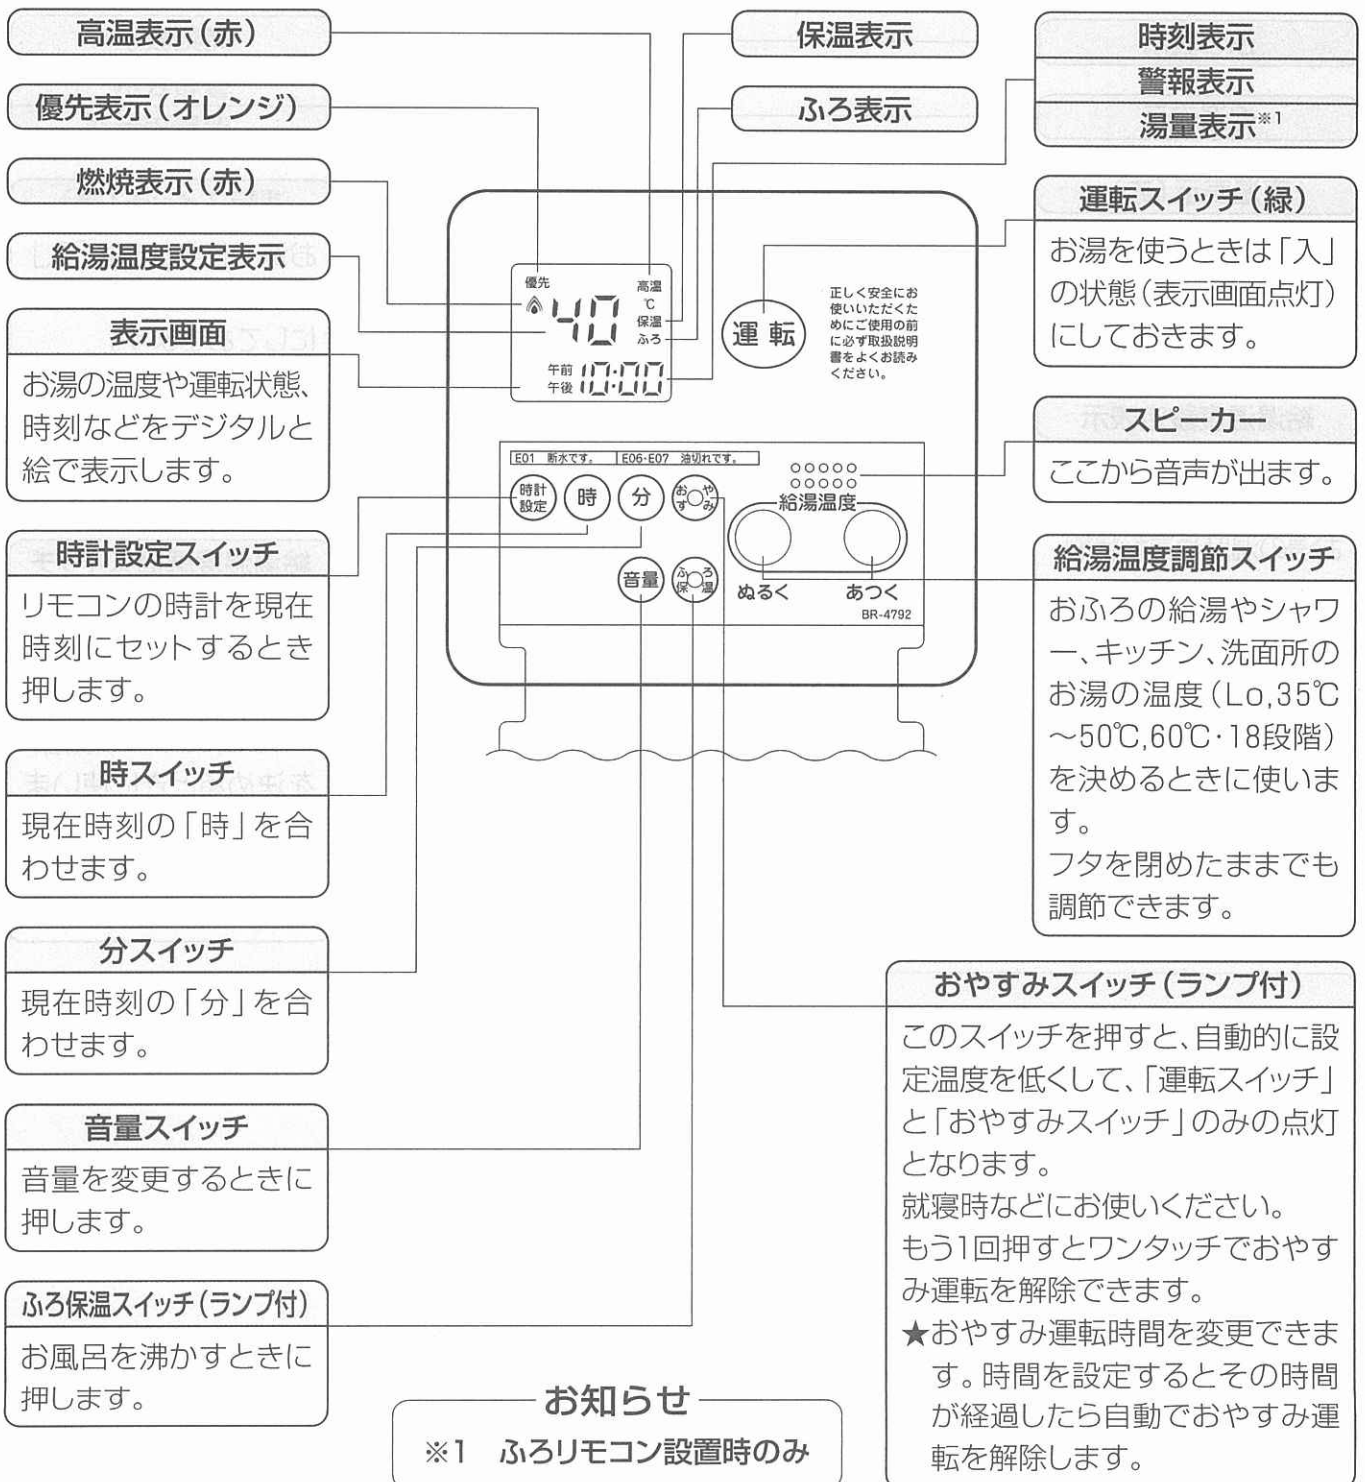 高温表示(赤)
優先表示(オレンジ)
燃焼表示(赤)
給湯温度設定表示
表示画面
お湯の温度や運転状態、
時刻などをデジタルと
絵で表示します。
時計設定スイッチ
リモコンの時計を現在
時刻にセットするとき
押します。
時スイッチ
現在時刻の「時」を合
わせます。
分スイッチ
現在時刻の「分」を合
わせます。
音量スイッチ
音量を変更するときに
押します。
ふろ保温スイッチ(ランプ付)
お風呂を沸かすときに
押します。
保温表示
ふろ表示
時刻表示
警報表示
湯量表示※1
優先
高温
40
℃
保温
ふろ
午前
午後
10:00
運転
正しく安全にお
使いいただくた
めにご使用の前
に必ず取扱説明
書をよくお読み
ください。
E01 断水です。 E06・E07 油切れです。
時計
設定
時
分
おやすみ
給湯温度
音量
ふろ
保温
ぬるく
あつく
BR-4792
運転スイッチ(緑)
お湯を使うときは「入」
の状態(表示画面点灯)
にしておきます。
スピーカー
ここから音声が出ます。
給湯温度調節スイッチ
おふろの給湯やシャワ
ー、キッチン、洗面所の
お湯の温度(Lo,35℃
~50℃,60℃・18段階)
を決めるときに使いま
す。
フタを閉めたままでも
調節できます。
おやすみスイッチ(ランプ付)
このスイッチを押すと、自動的に設
定温度を低くして、「運転スイッチ」
と「おやすみスイッチ」のみの点灯
となります。
就寝時などにお使いください。
もう1回押すとワンタッチでおやす
み運転を解除できます。
★おやすみ運転時間を変更できま
す。時間を設定するとその時間
が経過したら自動でおやすみ運
転を解除します。
お知らせ
※1 ふろリモコン設置時のみ